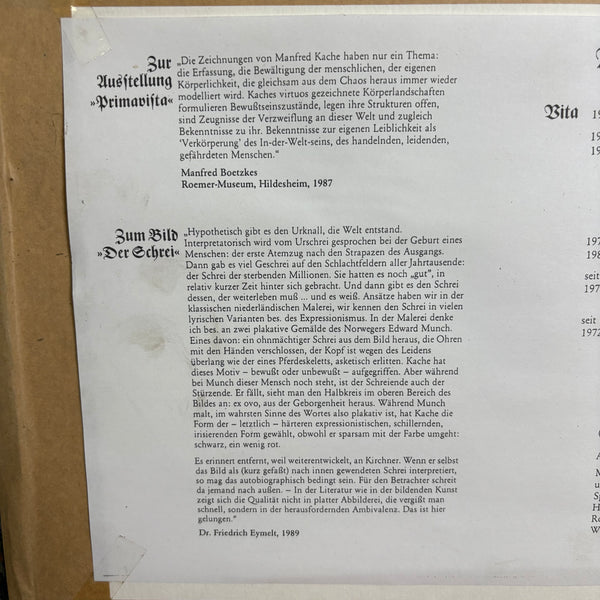 Zur
Ausstellung
»Primavista«
„Die Zeichnungen von Manfred Kache haben nur ein Thema:
die Erfassung, die Bewältigung der menschlichen, der eigenen
Körperlichkeit, die gleichsam aus dem Chaos heraus immer wieder
modelliert wird. Kaches virtuos gezeichnete Körperlandschaften
formulieren Bewußtseinszustände, legen ihre Strukturen offen,
sind Zeugnisse der Verzweiflung an dieser Welt und zugleich
Bekenntnisse zu ihr. Bekenntnisse zur eigenen Leiblichkeit als
'Verkörperung' des In-der-Welt-seins, des handelnden, leidenden,
gefährdeten Menschen."
Manfred Boetzkes
Roemer-Museum, Hildesheim, 1987
Zum Bild
»Der Schrei«
„Hypothetisch gibt es den Urknall, die Welt entstand.
Interpretatorisch wird vom Urschrei gesprochen bei der Geburt eines
Menschen: der erste Atemzug nach den Strapazen des Ausgangs.
Dann gab es viel Geschrei auf den Schlachtfeldern aller Jahrtausende:
der Schrei der sterbenden Millionen. Sie hatten es noch „gut", in
relativ kurzer Zeit hinter sich gebracht. Und dann gibt es den Schrei
dessen, der weiterleben muß ... und es weiß. Ansätze haben wir in der
klassischen niederländischen Malerei, wir kennen den Schrei in vielen
lyrischen Varianten bes. des Expressionismus. In der Malerei denke
ich bes. an zwei plakative Gemälde des Norwegers Edward Munch.
Eines davon: ein ohnmächtiger Schrei aus dem Bild heraus, die Ohren
mit den Händen verschlossen, der Kopf ist wegen des Leidens
überlang wie der eines Pferdeskeletts, asketisch erlitten. Kache hat
dieses Motiv – bewußt oder unbewußt – aufgegriffen. Aber während
bei Munch dieser Mensch noch steht, ist der Schreiende auch der
Stürzende. Er fällt, sieht man den Halbkreis im oberen Bereich des
Bildes an: ex ovo, aus der Geborgenheit heraus. Während Munch
malt, im wahrsten Sinne des Wortes also plakativ ist, hat Kache die
Form der – letztlich – härteren expressionistischen, schillernden,
irisierenden Form gewählt, obwohl er sparsam mit der Farbe umgeht:
schwarz, ein wenig rot.
Es erinnert entfernt, weil weiterentwickelt, an Kirchner. Wenn er selbst
das Bild als (kurz gefaßt) nach innen gewendeten Schrei interpretiert,
so mag das autobiographisch bedingt sein. Für den Betrachter schreit
da jemand nach außen. – In der Literatur wie in der bildenden Kunst
zeigt sich die Qualität nicht in platter Abbilderei, die vergißt man
schnell, sondern in der herausfordernden Ambivalenz. Das ist hier
gelungen."
Dr. Friedrich Eymelt, 1989
Vita
seit
seit
1972